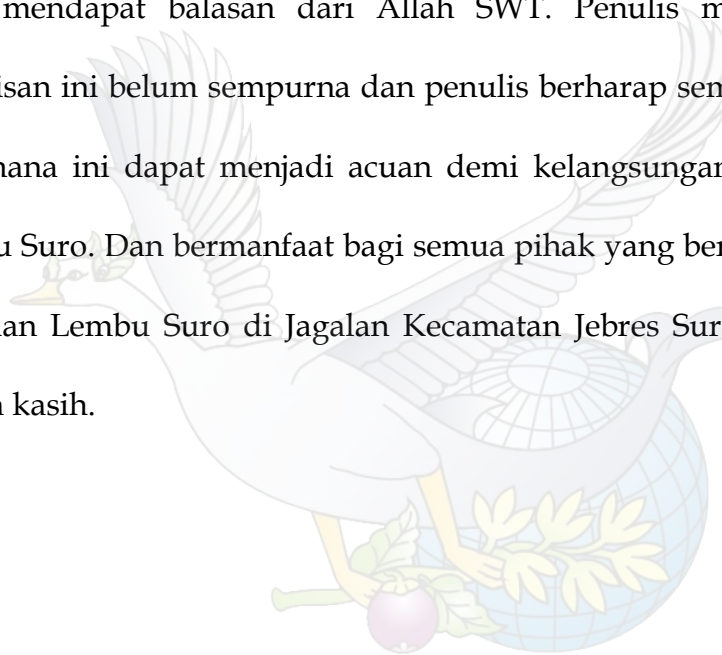 mendapat balasan dari Allah SWT. Penulis m
isan ini belum sempurna dan penulis berharap sem
ana ini dapat menjadi acuan demi kelangsungan
u Suro. Dan bermanfaat bagi semua pihak yang ber
an Lembu Suro di Jagalan Kecamatan Jebres Sur
kasih.